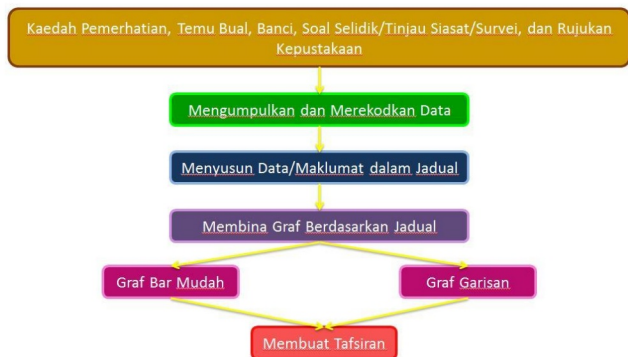 Kaedah Pemerhatian, Temu Bual, Banci, Soal Selidik/Tinjau Siasat/Survei, dan Rujukan
Kepustakaan
Mengumpulkan dan Merekodkan Data
Menyusun Data/Maklumat dalam Jadual
Membina Graf Berdasarkan Jadual
Graf Bar Mudah
Graf Garisan
Membuat Tafsiran